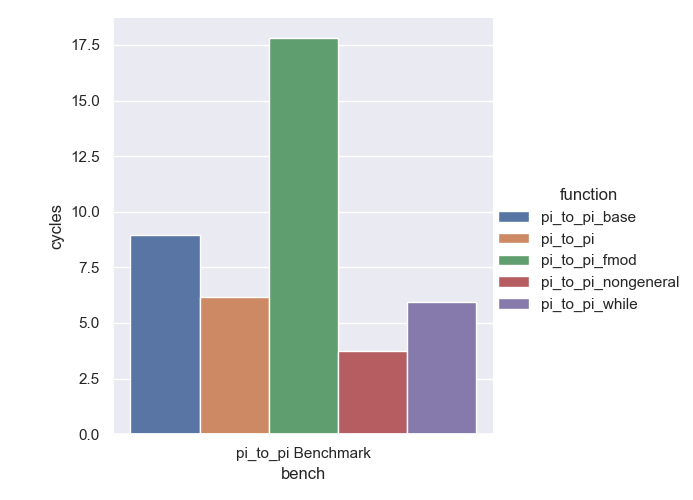 17.5
15.0
12.5
10.0
7.5
5.0
2.5
0.0
cycles
pi_to_pi Benchmark
bench
function
pi_to_pi_base
pi_to_pi
pi_to_pi_fmod
pi_to_pi_nongeneral
pi_to_pi_while